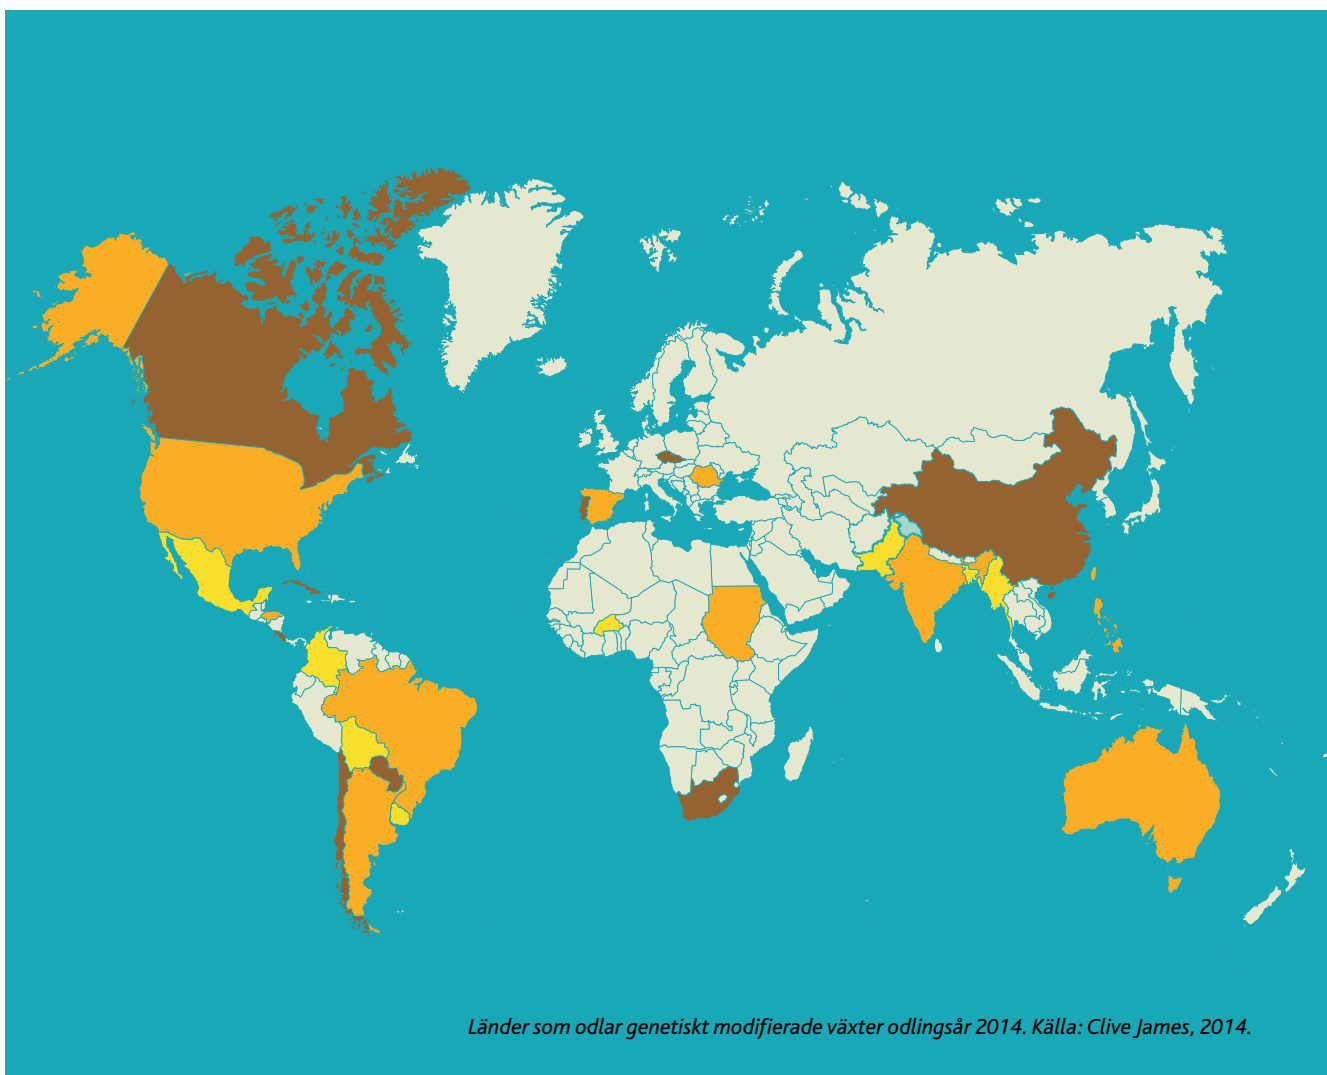 Länder som odlar genetiskt modifierade växter odlingsår 2014. Källa: Clive James, 2014.